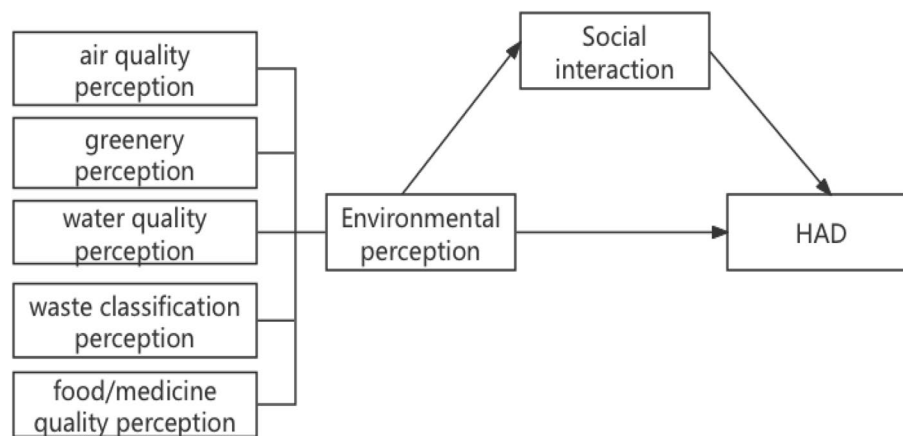 air quality
perception
greenery
perception
water quality
perception
waste classification
perception
food/medicine
quality perception
Environmental
perception
Social
interaction
HAD